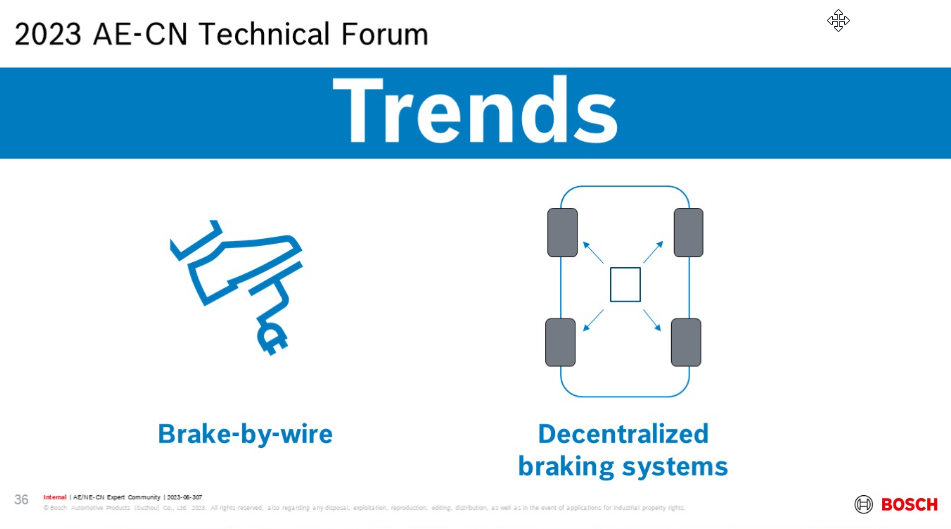 2023 AE-CN Technical Forum
Trends
Brake-by-wire
Decentralized
braking systems
36
Internal | AE/NE-CN Expert Community | 2023-06-30?
© Bosch Automotive Products (Suzhou) Co., Ltd. 2023. All rights reserved, also regarding any disposal, exploitation, reproduction, editing, distribution, as well as in the event of applications for industrial property rights.
BOSCH